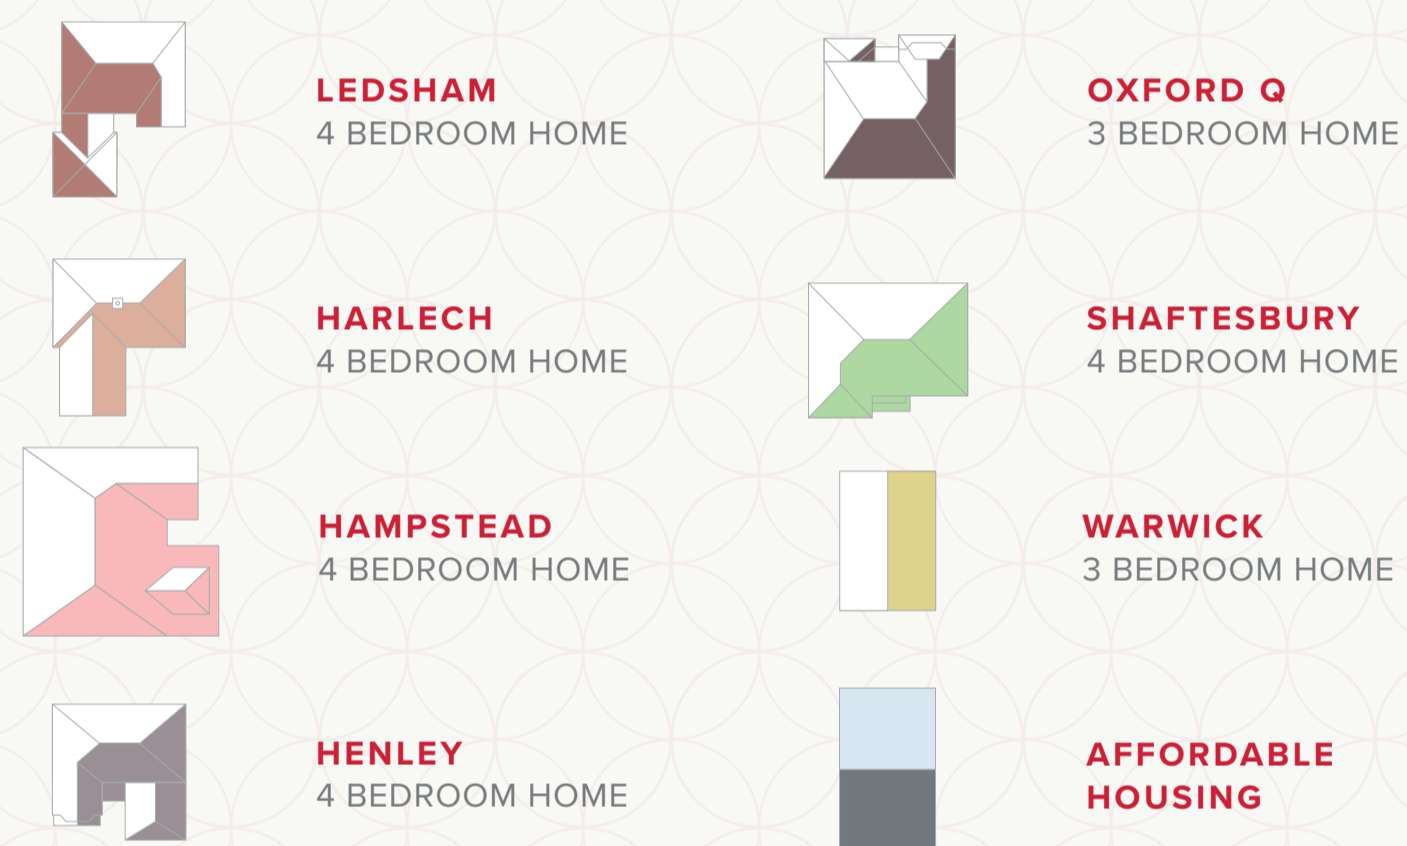 LEDSHAM
4 BEDROOM HOME
OXFORD Q
3 BEDROOM HOME
HARLECH
4 BEDROOM HOME
SHAFTESBURY
4 BEDROOM HOME
HAMPSTEAD
4 BEDROOM HOME
WARWICK
3 BEDROOM HOME
HENLEY
4 BEDROOM HOME
AFFORDABLE
HOUSING